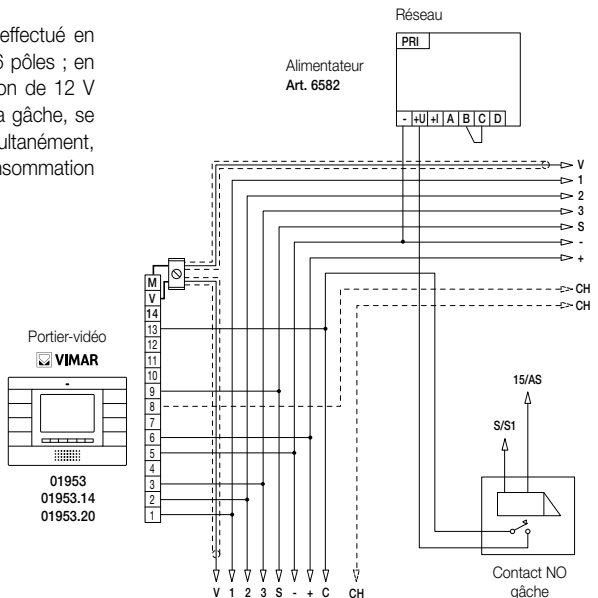 effectué en
6 pôles ; en
on de 12 V
a gâche, se
ultanément,
nsommation
Réseau
PRI
Alimentateur
Art. 6582
- +U +I A B C D
V
1
2
3
S
-
+
CH
CH
M
V
14
13
12
11
10
9
8
7
6
5
4
3
2
1
Portier-vidéo
VIMAR
01953
01953.14
01953.20
15/AS
S/S1
Contact NO
gâche
V 1 2 3 S - + C CH